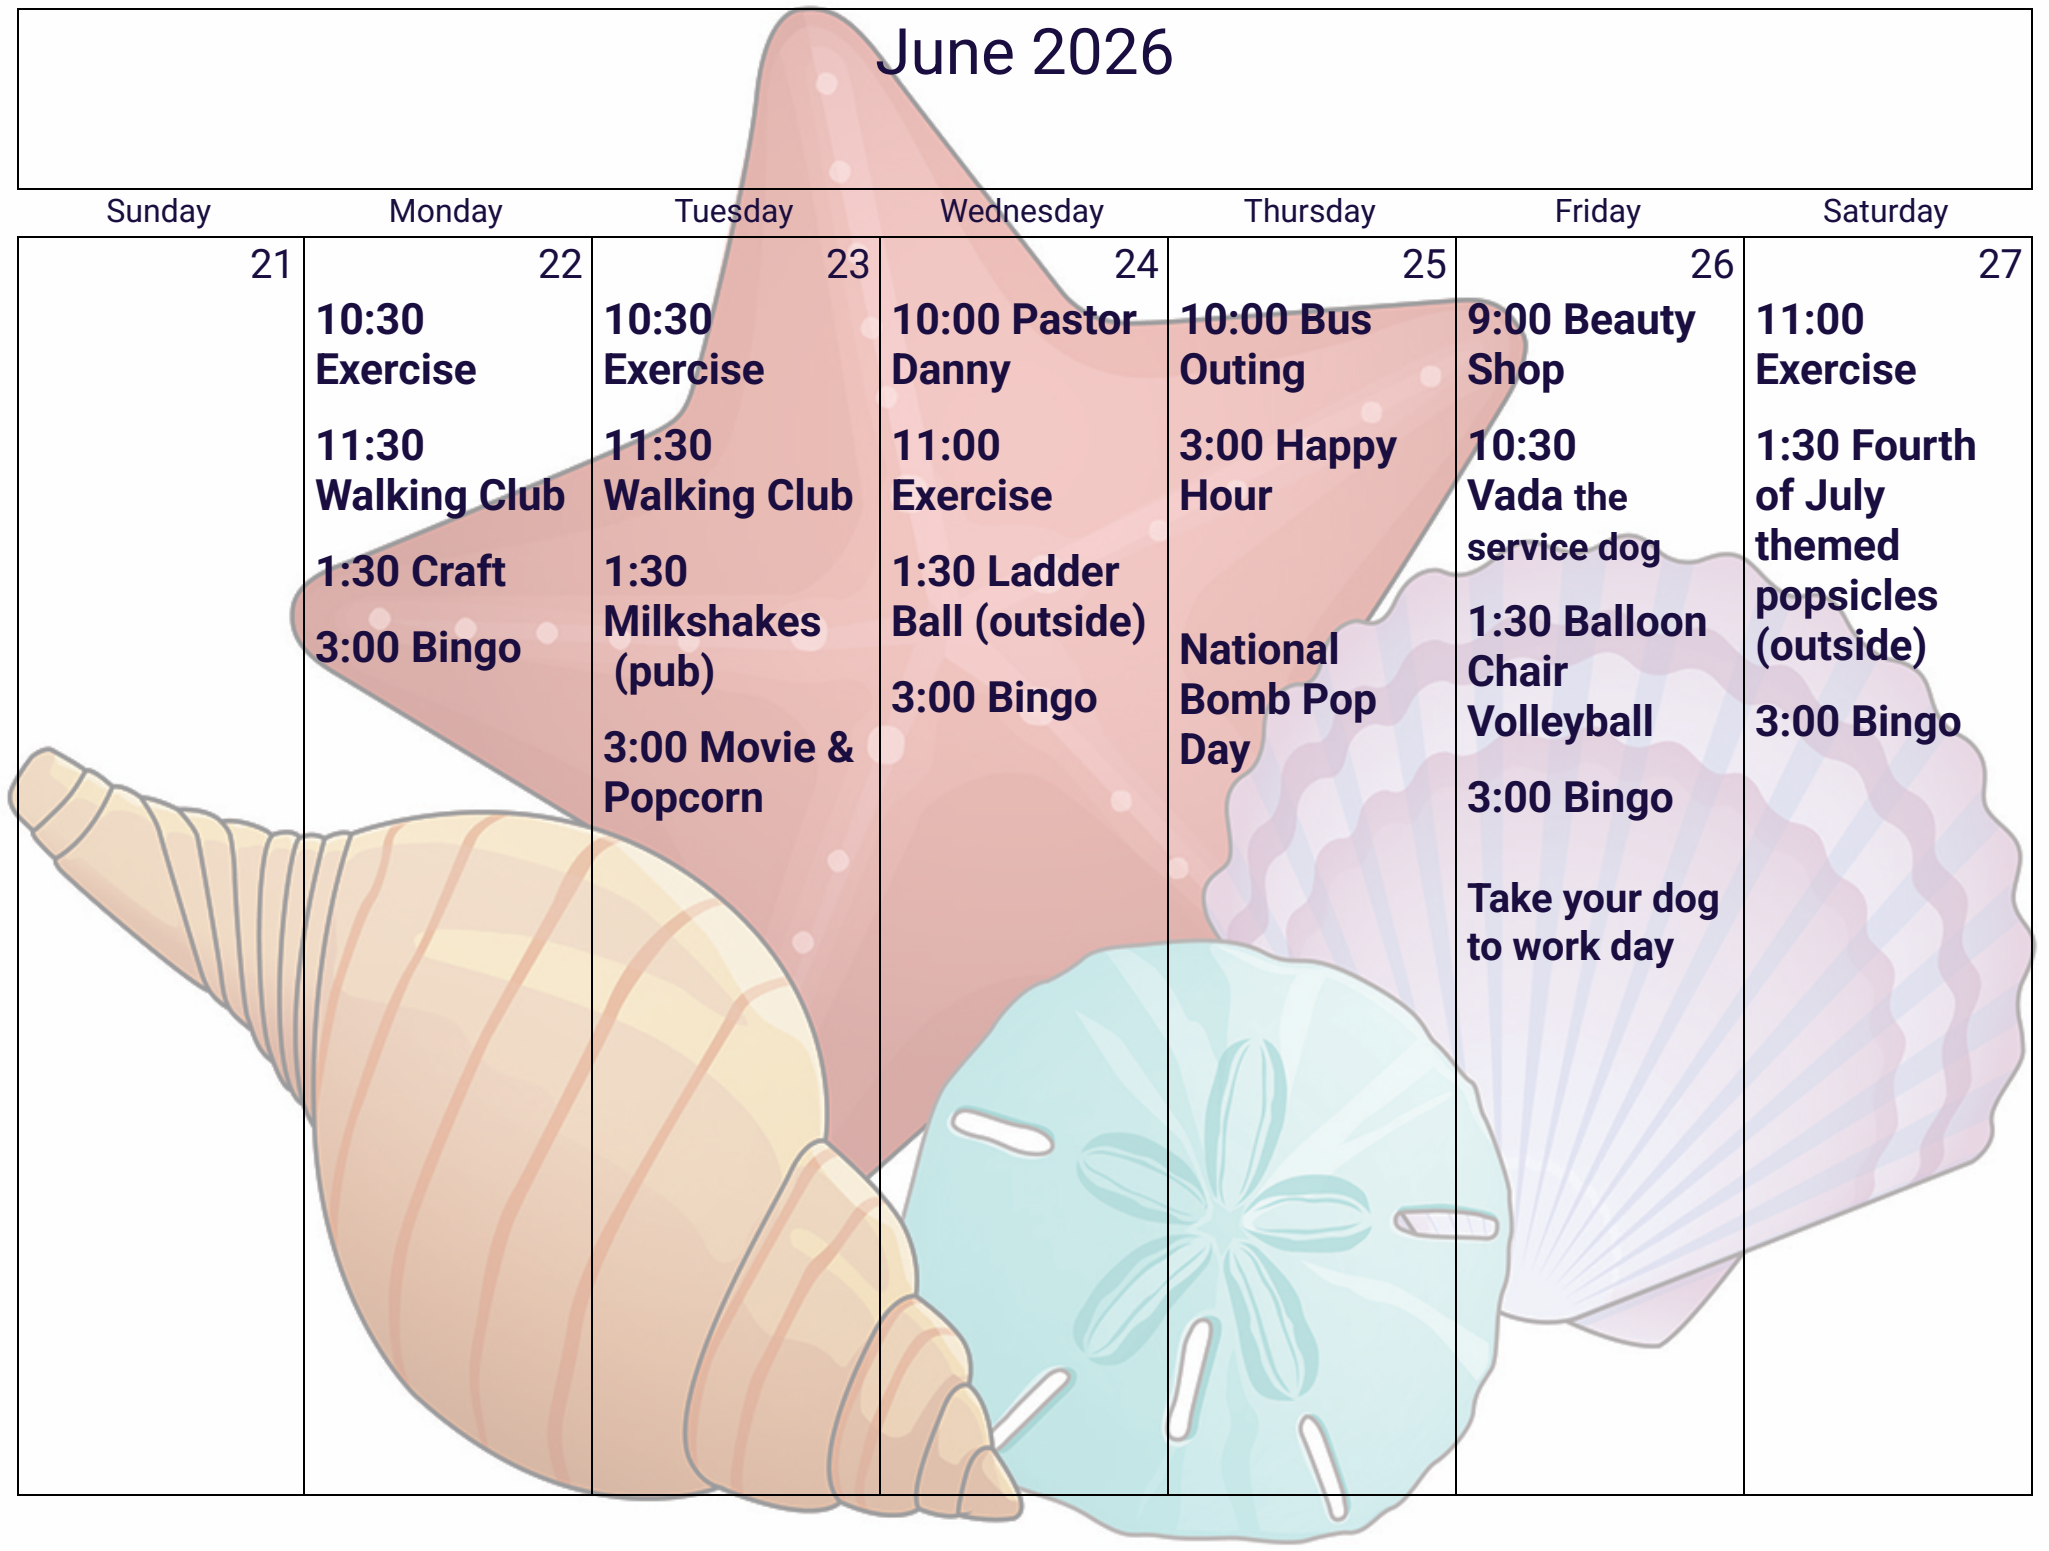 June 2026
Sunday
Monday
Tuesday
Wednesday
Thursday
Friday
Saturday
21
22
10:30
Exercise
11:30
Walking Club
1:30 Craft
3:00 Bingo
23
10:30
Exercise
11:30
Walking Club
1:30
Milkshakes
(pub)
3:00 Movie &
Popcorn
24
10:00 Pastor
Danny
11:00
Exercise
1:30 Ladder
Ball (outside)
3:00 Bingo
25
10:00 Bus
Outing
3:00 Happy
Hour
National
Bomb Pop
Day
26
9:00 Beauty
Shop
10:30
Vada the
service dog
1:30 Balloon
Chair
Volleyball
3:00 Bingo
Take your dog
to work day
27
11:00
Exercise
1:30 Fourth
of July
themed
popsicles
(outside)
3:00 Bingo